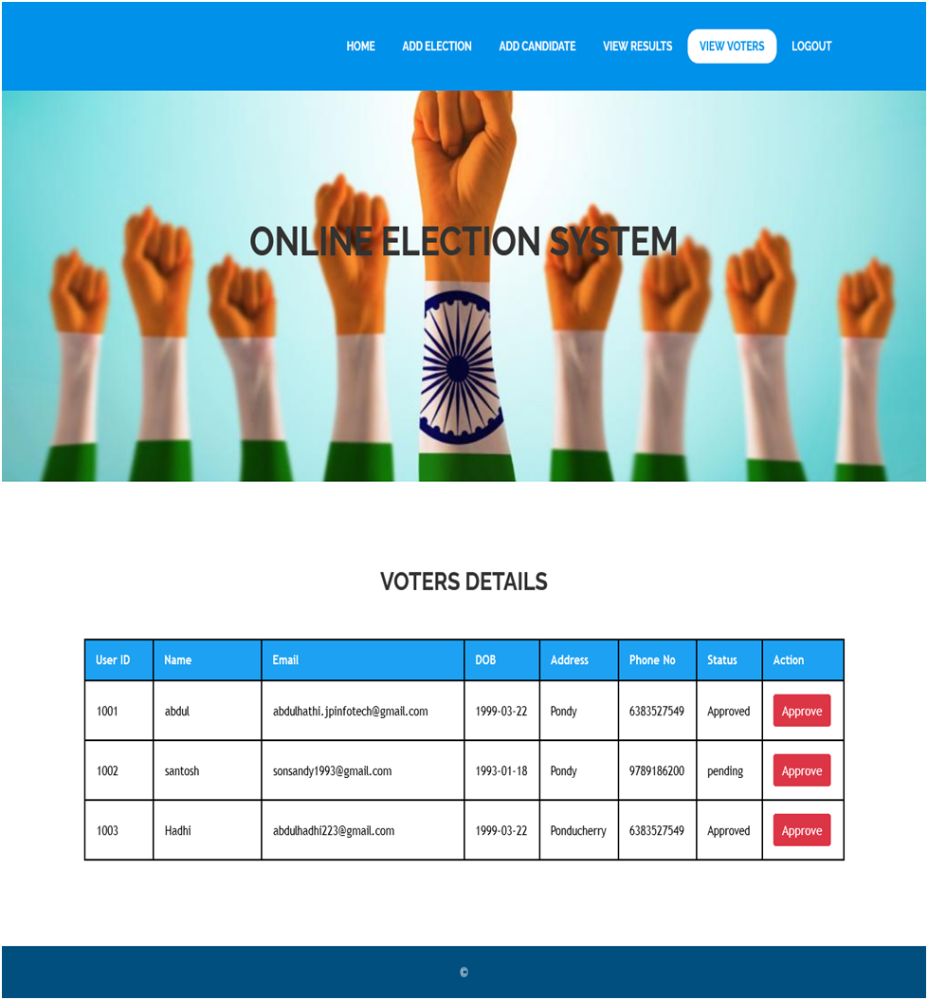 HOME ADD ELECTION ADD CANDIDATE VIEW RESULTS VIEW VOTERS LOGOUT
ONLINE ELECTION SYSTEM
VOTERS DETAILS
User ID Name Email DOB Address Phone No Status Action
1001 abdul abdulhathi.jpinfotech@gmail.com 1999-03-22 Pondy 6383527549 Approved Approve
1002 santosh sonsandy1993@gmail.com 1993-01-18 Pondy 9789186200 pending Approve
1003 Hadhi abdulhadhi223@gmail.com 1999-03-22 Ponducherry 6383527549 Approved Approve
©